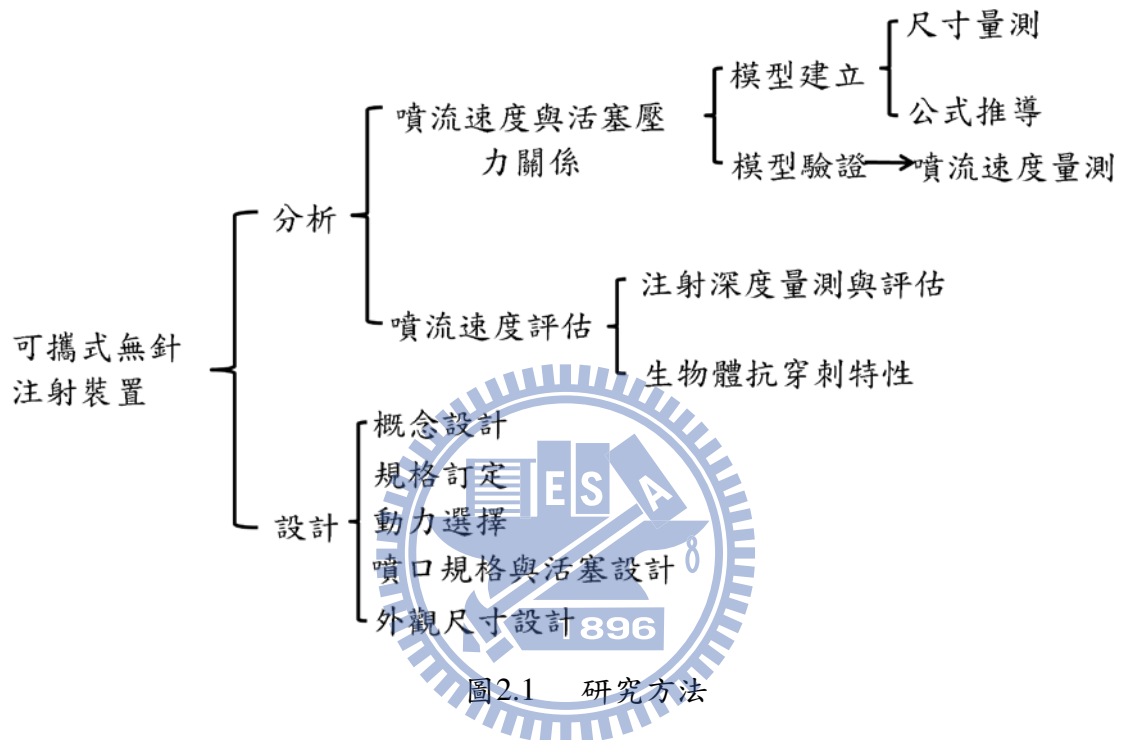 尺寸量測
模型建立
公式推導
噴流速度與活塞壓
力關係
模型驗證→噴流速度量測
分析
注射深度量測與評估
噴流速度評估
生物體抗穿刺特性
可攜式無針
注射裝置
概念設計
規格訂定
設計
動力選擇
噴口規格與活塞設計
外觀尺寸設計
E S A
1896
圖2.1 研究方法